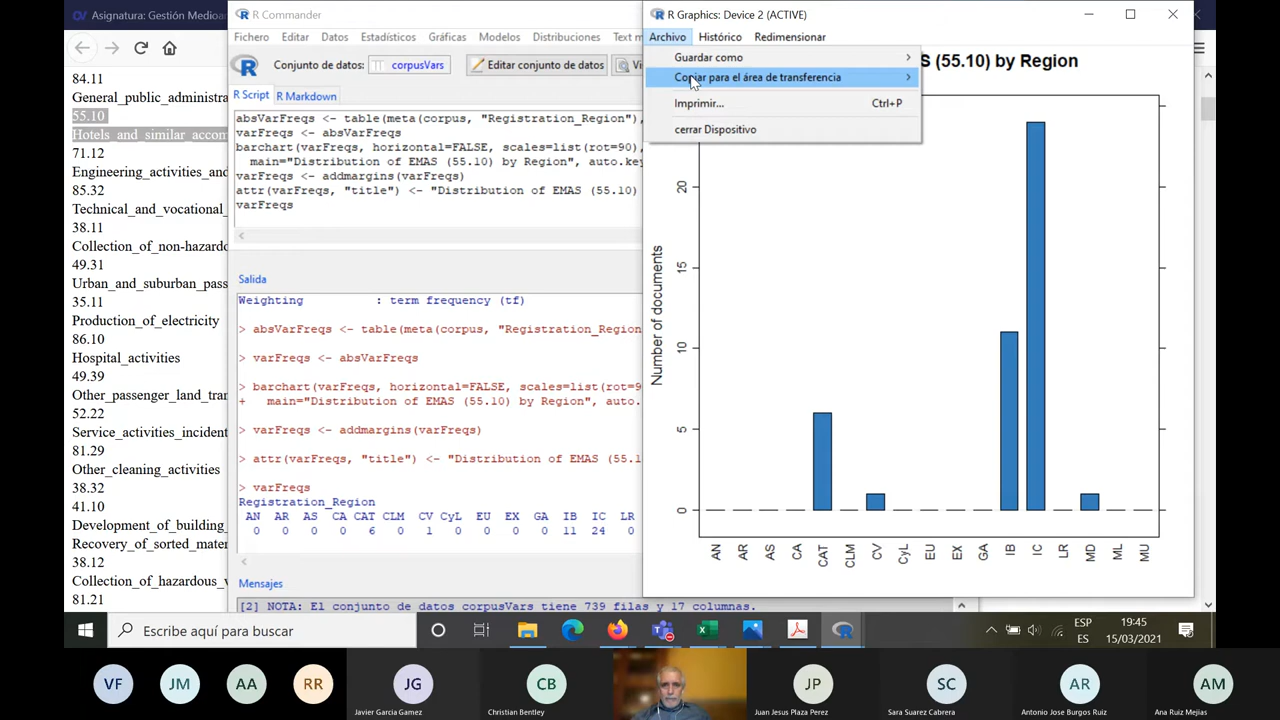 Asignatura: Gestión Medioa
84.11
General_public_administra
55.10
Hotels_and_similar_accom
71.12
Engineering_activities_and
85.32
Technical_and_vocational_
38.11
Collection_of_non-hazardo
49.31
Urban_and_suburban_pass
35.11
Production_of_electricity
86.10
Hospital_activities
49.39
Other_passenger_land_tran
52.22
Service_activities_incident
81.29
Other_cleaning_activities
38.32
41.10
Development_of_building_
Recovery_of_sorted_mater
38.12
Collection_of_hazardous_v
81.21
R Commander
Fichero Editar Datos Estadísticos Gráficas Modelos Distribuciones Text m
Conjunto de datos: corpusVars Editar conjunto de datos Vi
R Script R Markdown
absVarFreqs <- table(meta(corpus, "Registration_Region"),
varFreqs <- absVarFreqs
barchart(varFreqs, horizontal=FALSE, scales=list(rot=90),
main="Distribution of EMAS (55.10) by Region", auto.key
varFreqs <- addmargins(varFreqs)
attr(varFreqs, "title") <- "Distribution of EMAS (55.10)
varFreqs
Salida
Weighting : term frequency (tf)
> absVarFreqs <- table(meta(corpus, "Registration_Region
> varFreqs <- absVarFreqs
> barchart(varFreqs, horizontal=FALSE, scales=list(rot=9
+ main="Distribution of EMAS (55.10) by Region", auto.
> varFreqs <- addmargins(varFreqs)
> attr(varFreqs, "title") <- "Distribution of EMAS (55.1
> varFreqs
Registration_Region
AN AR AS CA CAT CLM CV CyL EU EX GA IB IC LR
0 0 0 0 6 0 1 0 0 0 0 11 24 0
Mensajes
[2] NOTA: El conjunto de datos corpusVars tiene 739 filas y 17 columnas.
R Graphics: Device 2 (ACTIVE)
Archivo Histórico Redimensionar
Guardar como
Copiar para el área de transferencia
Imprimir... Ctrl+P
cerrar Dispositivo
S (55.10) by Region
Number of documents
20
15
10
5
0
AN AR AS CA CAT CLM CV CyL EU EX GA IB IC LR MD ML MU
Escribe aquí para buscar
ESP
ES
19:45
15/03/2021
VF JM AA RR JG CB JP SC AR AM
Javier Garcia Gamez
Christian Bentley
Juan Jesus Plaza Perez
Sara Suarez Cabrera
Antonio Jose Burgos Ruiz
Ana Ruiz Mejias